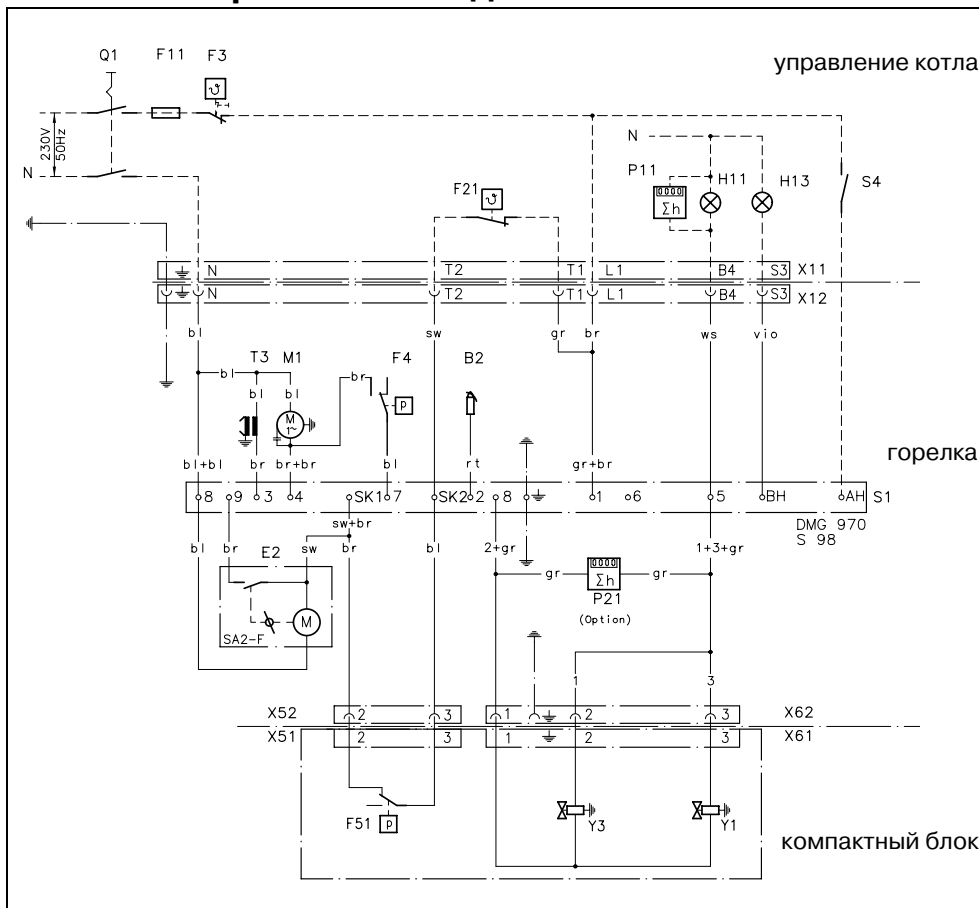 Q1 F11 F3
управление котла
ϑ
230V
50Hz
N
N
P11 H11 H13 S4
0000
Σh
F21
ϑ
N T2 T1 L1 B4 S3 X11
N T2 T1 L1 B4 S3 X12
bl sw gr br ws vio
T3 M1 F4 B2
bl br
bl bl
M
1~
P
горелка
bl+bl br br+br bl rt gr+br
8 9 3 4 SK1 7 SK2 2 8 1 6 5 BH AH S1
DMG 970
S 98
sw+br
bl br sw br bl 2+gr 1+3+gr
E2
0000
Σh
gr gr
P21
(Option)
M
SA2-F
1 3
X52 2 3 1 2 3 X62
X51 2 3 1 2 3 X61
F51 P
Y3 Y1
компактный блок